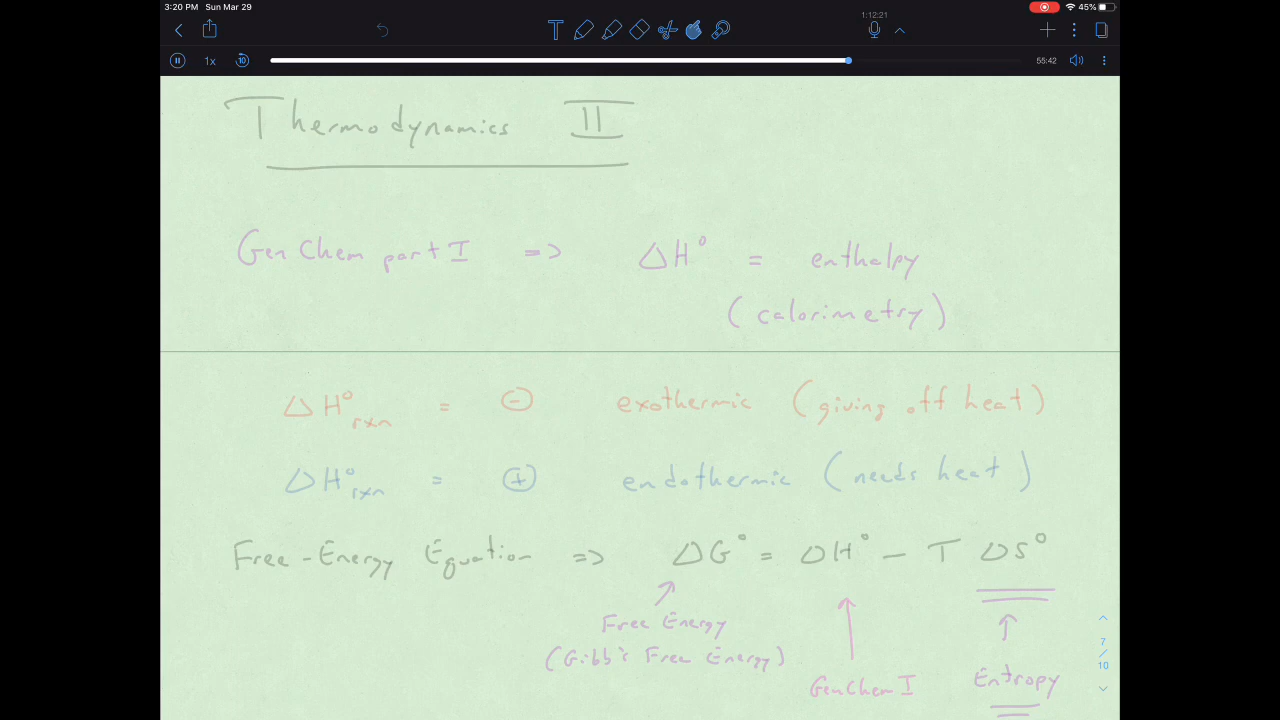 3:20 PM Sun Mar 29
45%
1:12:21
1x
10
55:42
Thermodynamics II
Gen Chem part I => ΔH° = enthalpy
(calorimetry)
ΔH°rxn = ⊖ exothermic (giving off heat)
ΔH°rxn = ⊕ endothermic (needs heat)
Free-Energy Equation => ΔG° = ΔH° - T ΔS°
Free Energy
(Gibb's Free Energy)
GenChem I
Entropy
7
/
10